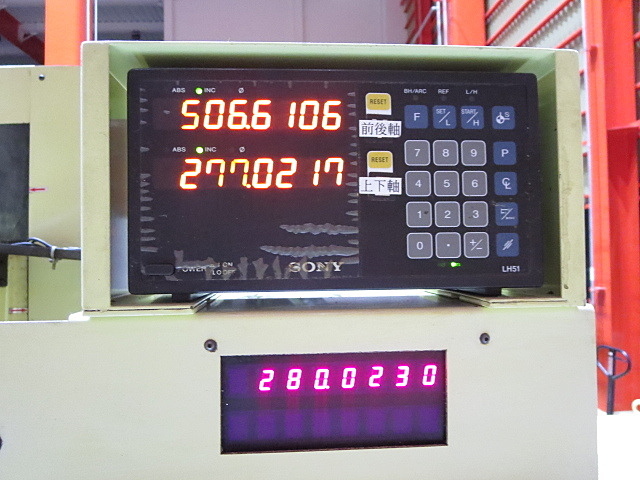 ABS INC Ø
506.6106
RESET
前後軸
BH/ARC REF L/H
F SET/L START/H S
ABS INC Ø
277.0217
RESET
上下軸
7 8 9 P
4 5 6 CL
1 2 3
0 · +/-
POWER ON
SONY
LH51
280.0230